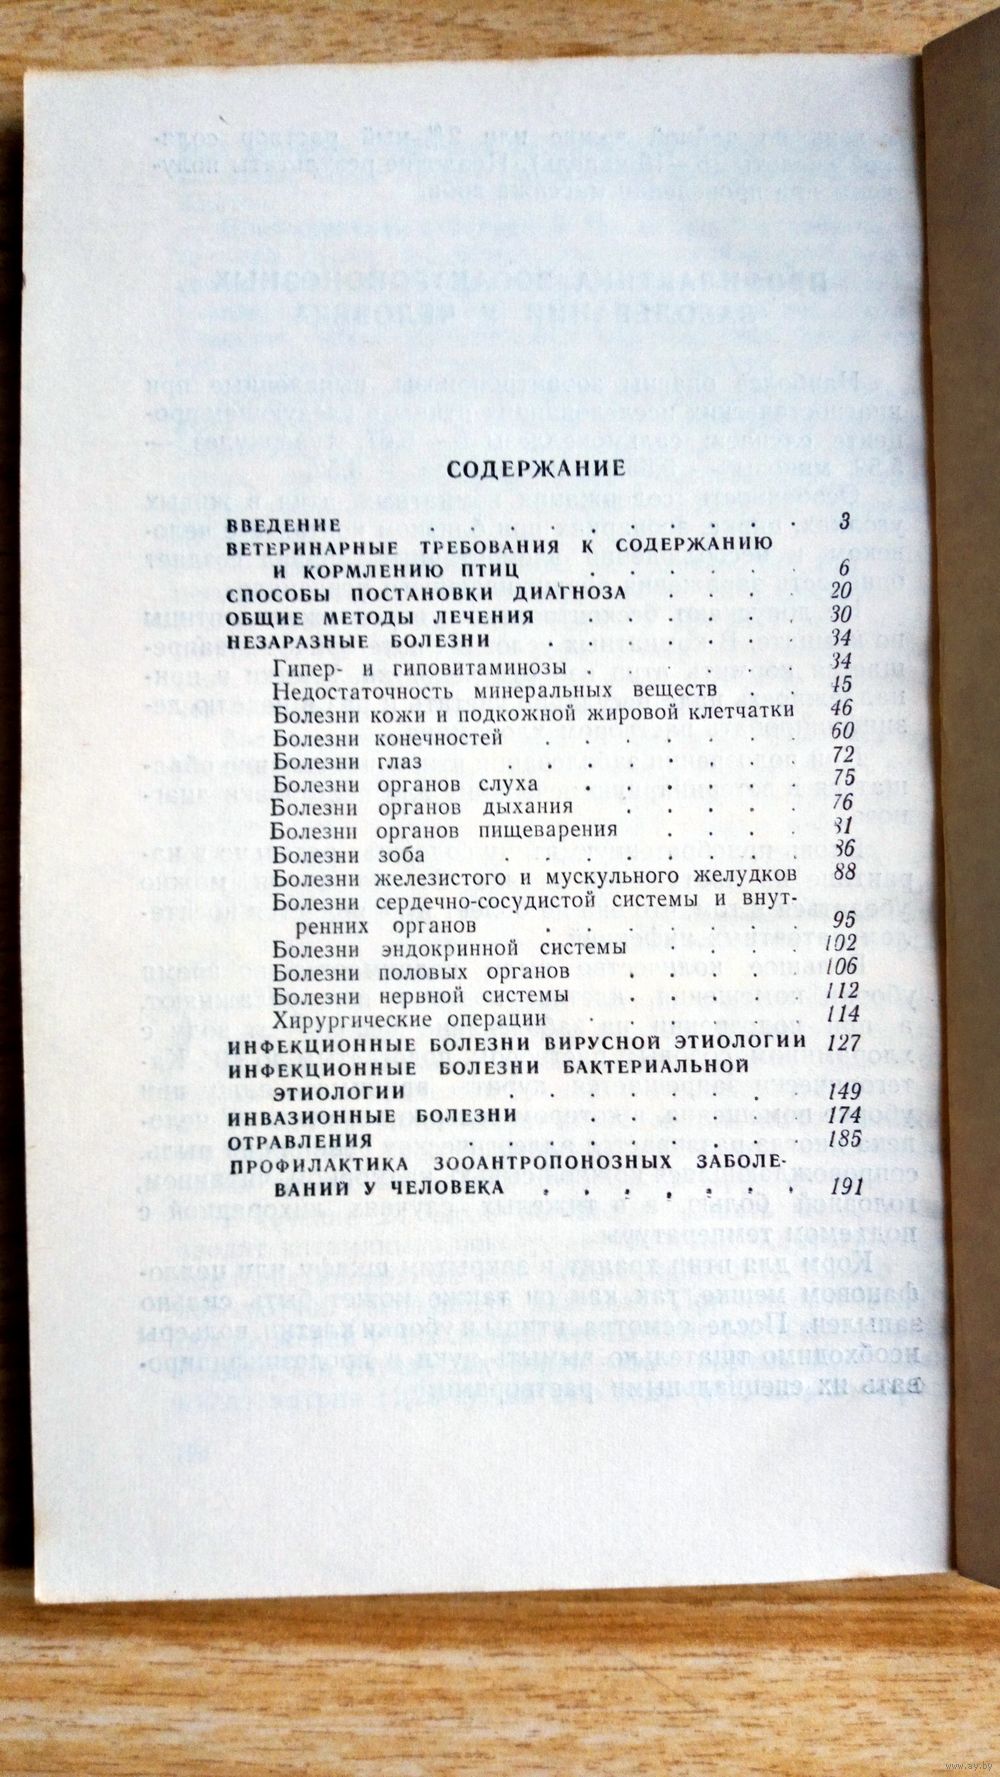 СОДЕРЖАНИЕ
ВВЕДЕНИЕ . . . . . . . 3
ВЕТЕРИНАРНЫЕ ТРЕБОВАНИЯ К СОДЕРЖАНИЮ
И КОРМЛЕНИЮ ПТИЦ . . . . . . 6
СПОСОБЫ ПОСТАНОВКИ ДИАГНОЗА . . . . 20
ОБЩИЕ МЕТОДЫ ЛЕЧЕНИЯ . . . . . 30
НЕЗАРАЗНЫЕ БОЛЕЗНИ . . . . . 34
Гипер- и гиповитаминозы . . . . . 34
Недостаточность минеральных веществ . . 45
Болезни кожи и подкожной жировой клетчатки 46
Болезни конечностей . . . . . . . 60
Болезни глаз . . . . . . . 72
Болезни органов слуха . . . . . . 75
Болезни органов дыхания . . . . . 76
Болезни органов пищеварения . . . . 81
Болезни зоба . . . . . . . . 86
Болезни железистого и мускульного желудков 88
Болезни сердечно-сосудистой системы и внут-
ренних органов . . . . . . . 95
Болезни эндокринной системы . . . . 102
Болезни половых органов . . . . . 106
Болезни нервной системы . . . . . 112
Хирургические операции . . . . . . 114
ИНФЕКЦИОННЫЕ БОЛЕЗНИ ВИРУСНОЙ ЭТИОЛОГИИ 127
ИНФЕКЦИОННЫЕ БОЛЕЗНИ БАКТЕРИАЛЬНОЙ
ЭТИОЛОГИИ . . . . . . . . 149
ИНВАЗИОННЫЕ БОЛЕЗНИ . . . . . . 174
ОТРАВЛЕНИЯ . . . . . . . . 185
ПРОФИЛАКТИКА ЗООАНТРОПОНОЗНЫХ ЗАБОЛЕ-
ВАНИЙ У ЧЕЛОВЕКА . . . . . . . 191
www.ay.by